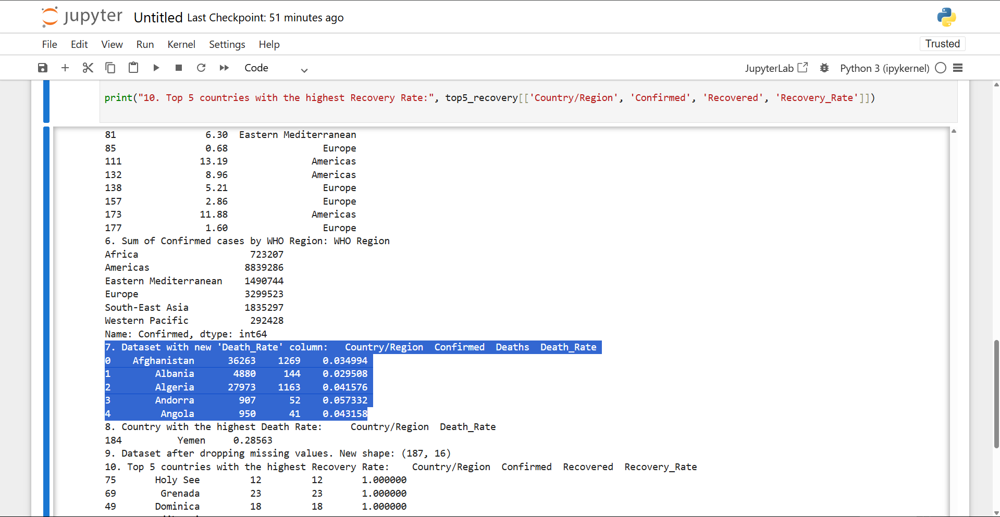 jupyter Untitled Last Checkpoint: 51 minutes ago
File Edit View Run Kernel Settings Help Trusted
Code JupyterLab Python 3 (ipykernel)
print("10. Top 5 countries with the highest Recovery Rate:", top5_recovery[['Country/Region', 'Confirmed', 'Recovered', 'Recovery_Rate']])
81 6.30 Eastern Mediterranean
85 0.68 Europe
111 13.19 Americas
132 8.96 Americas
138 5.21 Europe
157 2.86 Europe
173 11.88 Americas
177 1.60 Europe
6. Sum of Confirmed cases by WHO Region: WHO Region
Africa 723207
Americas 8839286
Eastern Mediterranean 1490744
Europe 3299523
South-East Asia 1835297
Western Pacific 292428
Name: Confirmed, dtype: int64
7. Dataset with new 'Death_Rate' column: Country/Region Confirmed Deaths Death_Rate
0 Afghanistan 36263 1269 0.034994
1 Albania 4880 144 0.029508
2 Algeria 27973 1163 0.041576
3 Andorra 907 52 0.057332
4 Angola 950 41 0.043158
8. Country with the highest Death Rate: Country/Region Death_Rate
184 Yemen 0.28563
9. Dataset after dropping missing values. New shape: (187, 16)
10. Top 5 countries with the highest Recovery Rate: Country/Region Confirmed Recovered Recovery_Rate
75 Holy See 12 12 1.000000
69 Grenada 23 23 1.000000
49 Dominica 18 18 1.000000